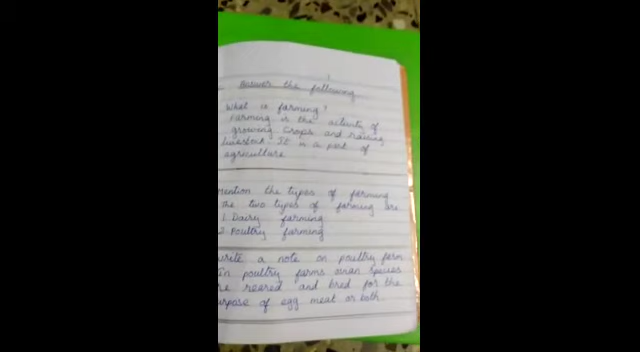 Answer the following
What is farming?
Farming is the activity of
growing crops and raising
livestock. It is a part of
agriculture
mention the types of farming
the two types of farming are
1. Dairy farming
2. Poultry farming
write a note on poultry farm
In poultry farms avian species
are reared and bred for the
purpose of egg meat or both